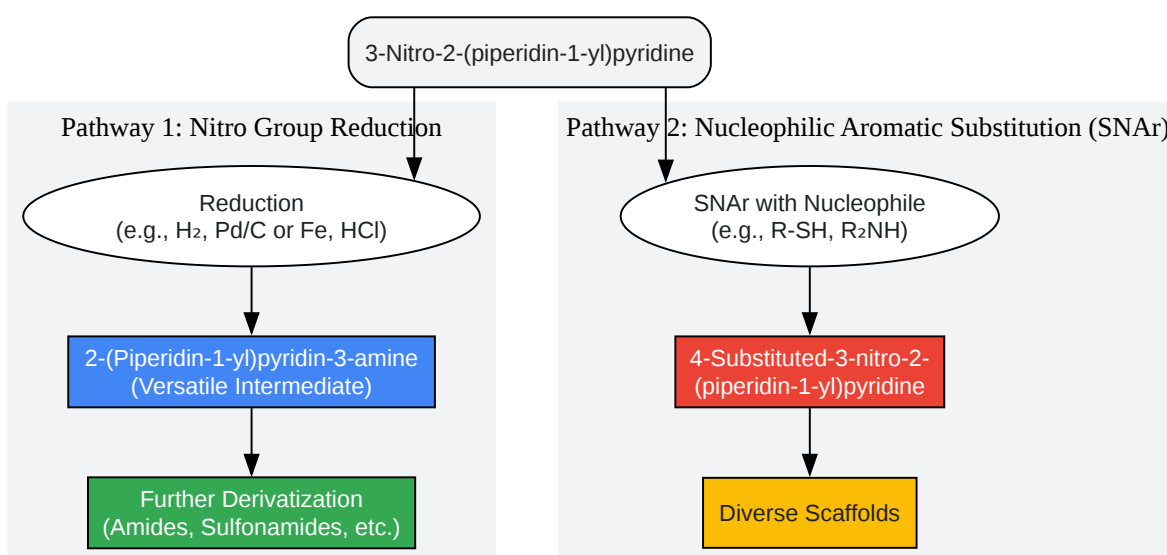 3-Nitro-2-(piperidin-1-yl)pyridine
Pathway 1: Nitro Group Reduction
Reduction
(e.g., H₂, Pd/C or Fe, HCl)
2-(Piperidin-1-yl)pyridin-3-amine
(Versatile Intermediate)
Further Derivatization
(Amides, Sulfonamides, etc.)
Pathway 2: Nucleophilic Aromatic Substitution (SNAr)
SNAr with Nucleophile
(e.g., R-SH, R₂NH)
4-Substituted-3-nitro-2-
(piperidin-1-yl)pyridine
Diverse Scaffolds